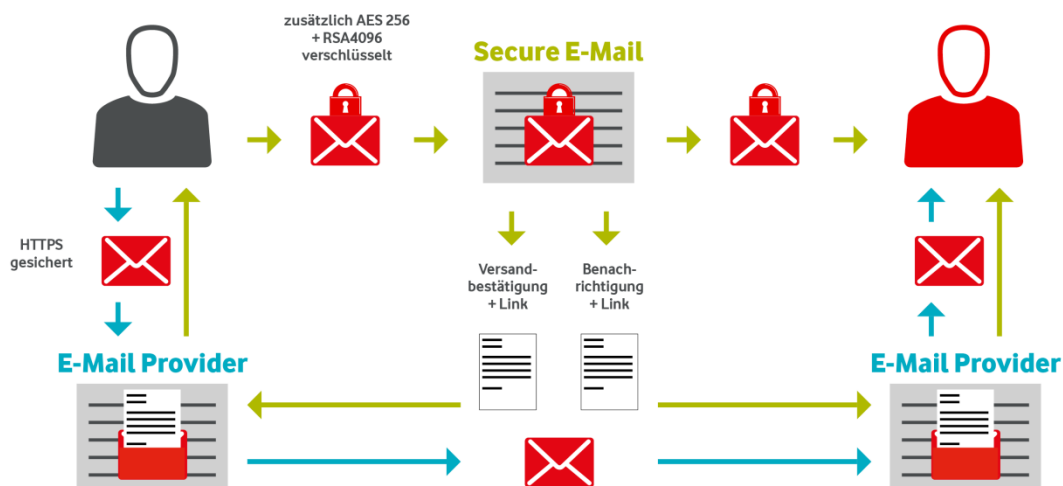 zusätzlich AES 256
+ RSA4096
verschlüsselt
Secure E-Mail
HTTPS
gesichert
Versand-
bestätigung
+ Link
Benach-
richtigung
+ Link
E-Mail Provider
E-Mail Provider